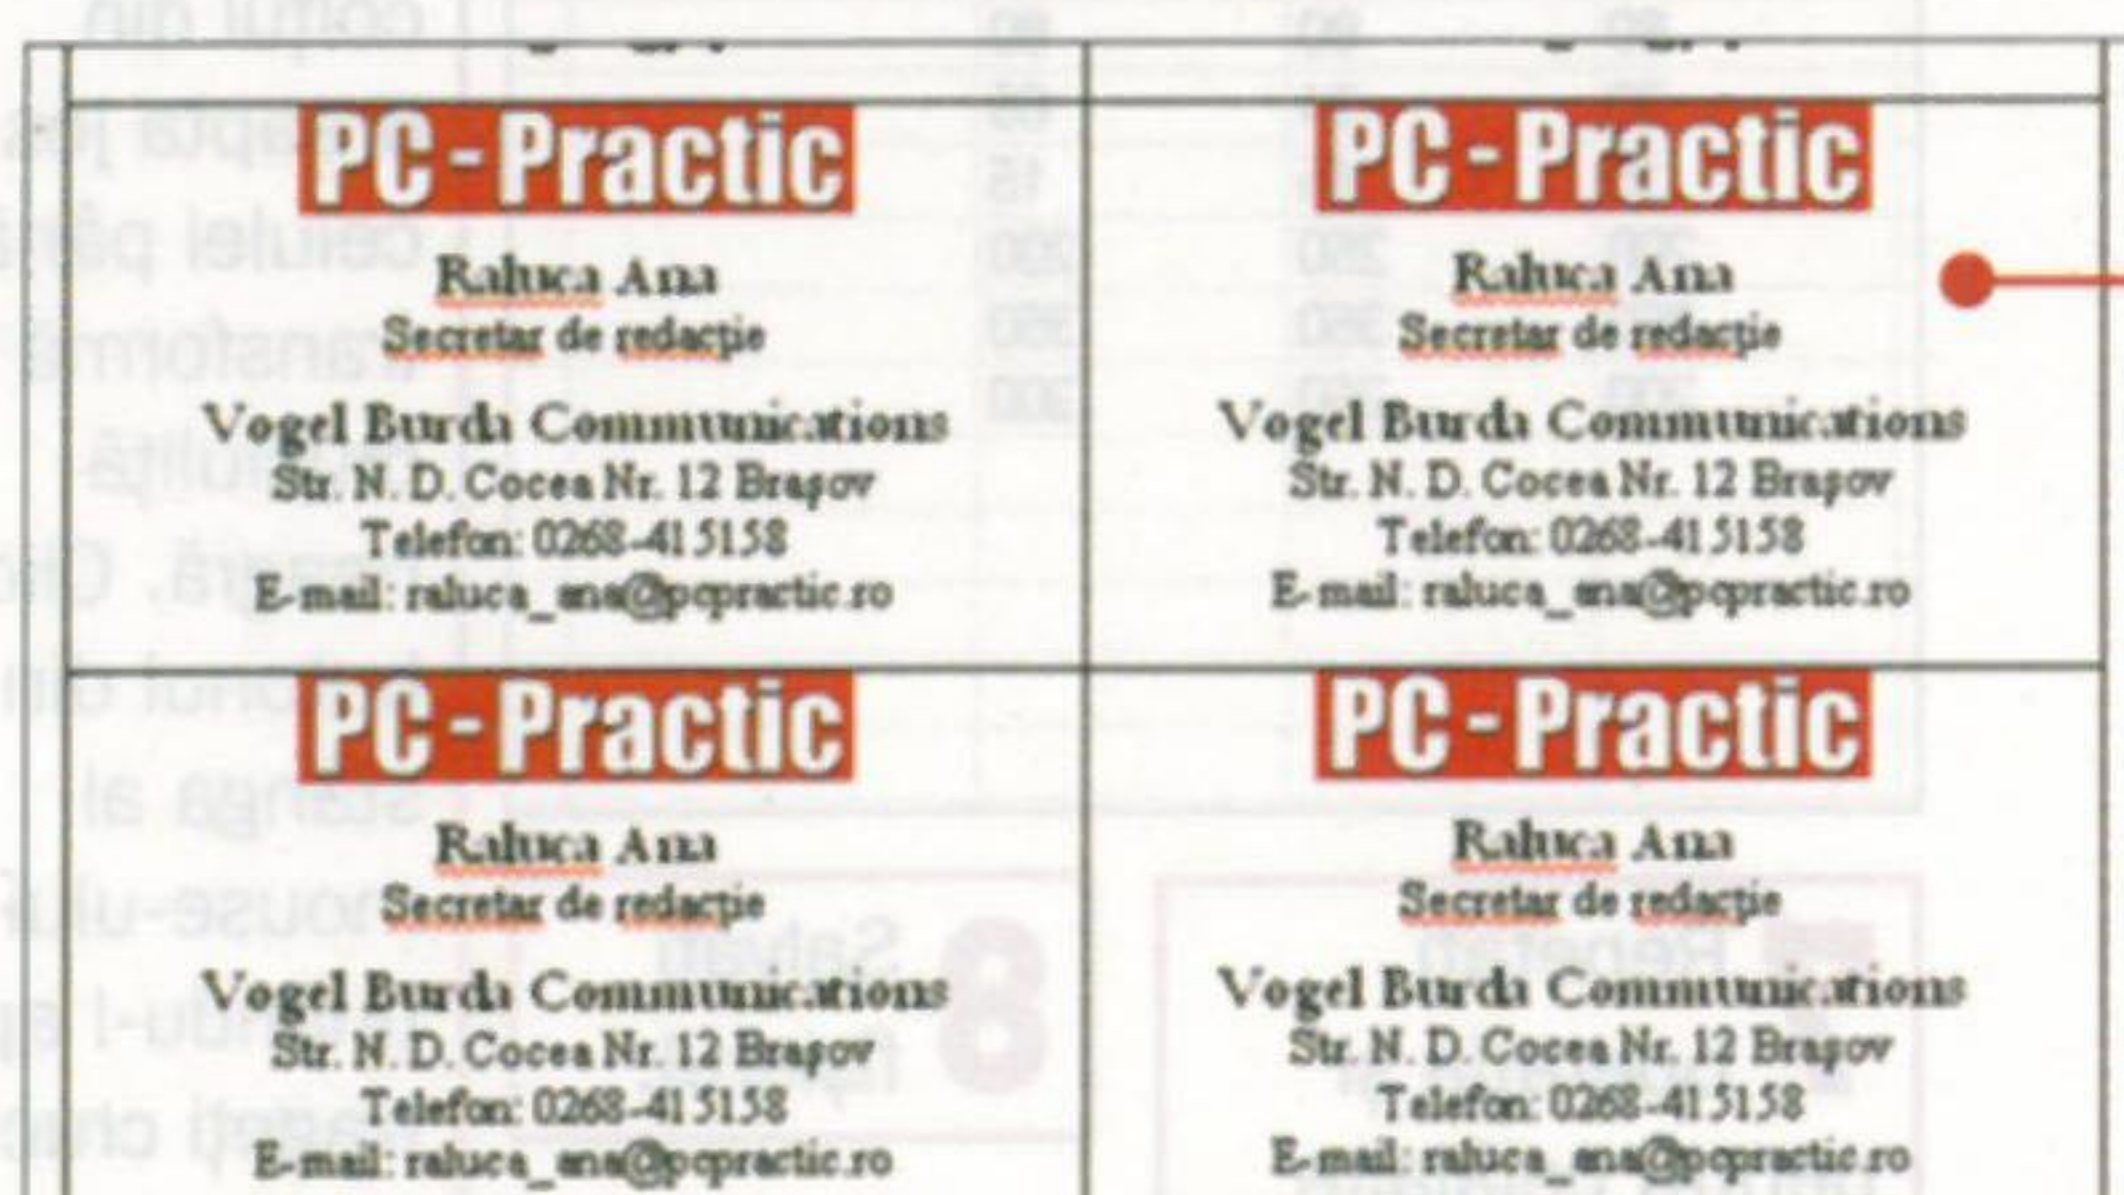 PC - Practic
Raluca Ana
Secretar de redacție
Vogel Burda Communications
Str. N. D. Cocea Nr. 12 Brașov
Telefon: 0268-415158
E-mail: raluca_ana@pcpractic.ro
PC - Practic
Raluca Ana
Secretar de redacție
Vogel Burda Communications
Str. N. D. Cocea Nr. 12 Brașov
Telefon: 0268-415158
E-mail: raluca_ana@pcpractic.ro
PC - Practic
Raluca Ana
Secretar de redacție
Vogel Burda Communications
Str. N. D. Cocea Nr. 12 Brașov
Telefon: 0268-415158
E-mail: raluca_ana@pcpractic.ro
PC - Practic
Raluca Ana
Secretar de redacție
Vogel Burda Communications
Str. N. D. Cocea Nr. 12 Brașov
Telefon: 0268-415158
E-mail: raluca_ana@pcpractic.ro